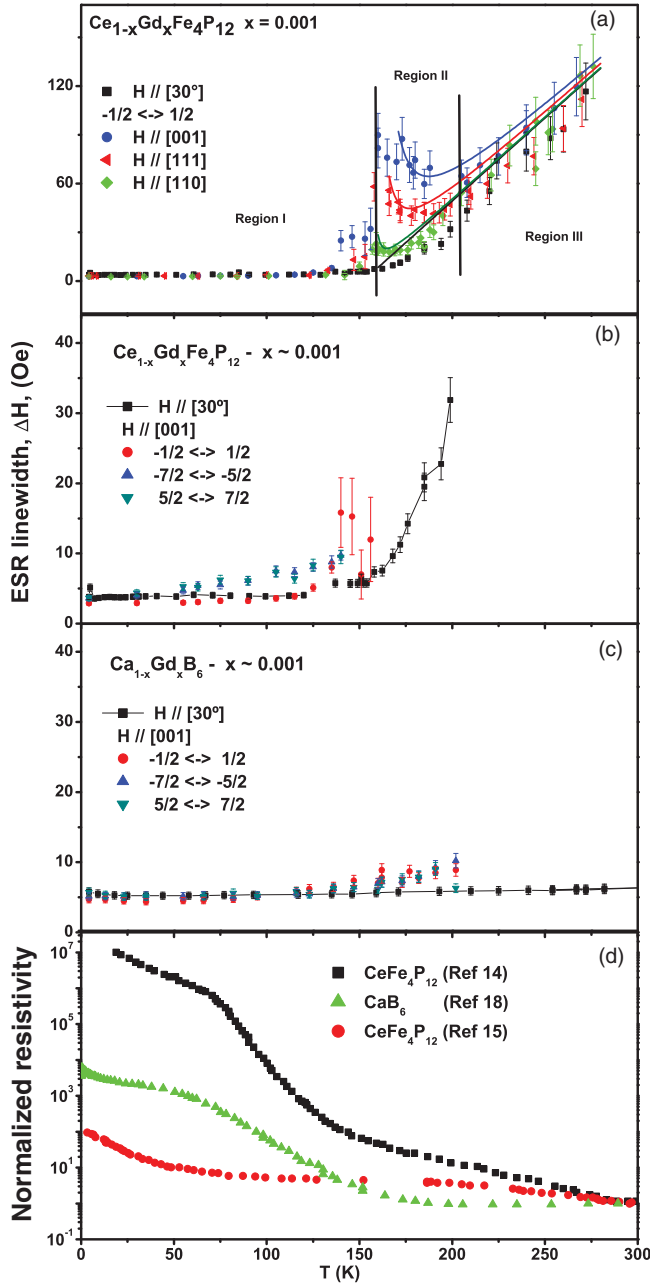 Ce1-xGdxFe4P12 x = 0.001
(a)
H // [30º]
-1/2 <-> 1/2
H // [001]
H // [111]
H // [110]
Region I
Region II
Region III
120
60
0
Ce1-xGdxFe4P12 - x ~ 0.001
(b)
H // [30º]
H // [001]
-1/2 <-> 1/2
-7/2 <-> -5/2
5/2 <-> 7/2
40
30
20
10
0
ESR linewidth, ΔH, (Oe)
Ca1-xGdxB6 - x ~ 0.001
(c)
H // [30º]
H // [001]
-1/2 <-> 1/2
-7/2 <-> -5/2
5/2 <-> 7/2
40
30
20
10
0
(d)
CeFe4P12 (Ref 14)
CaB6 (Ref 18)
CeFe4P12 (Ref 15)
10^7
10^5
10^3
10^1
10^-1
Normalized resistivity
0 50 100 150 200 250 300
T (K)